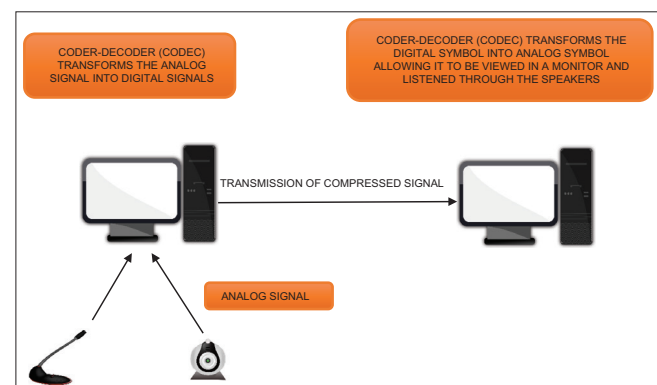 CODER-DECODER (CODEC)
TRANSFORMS THE ANALOG
SIGNAL INTO DIGITAL SIGNALS
CODER-DECODER (CODEC) TRANSFORMS THE
DIGITAL SYMBOL INTO ANALOG SYMBOL
ALLOWING IT TO BE VIEWED IN A MONITOR AND
LISTENED THROUGH THE SPEAKERS
TRANSMISSION OF COMPRESSED SIGNAL
ANALOG SIGNAL